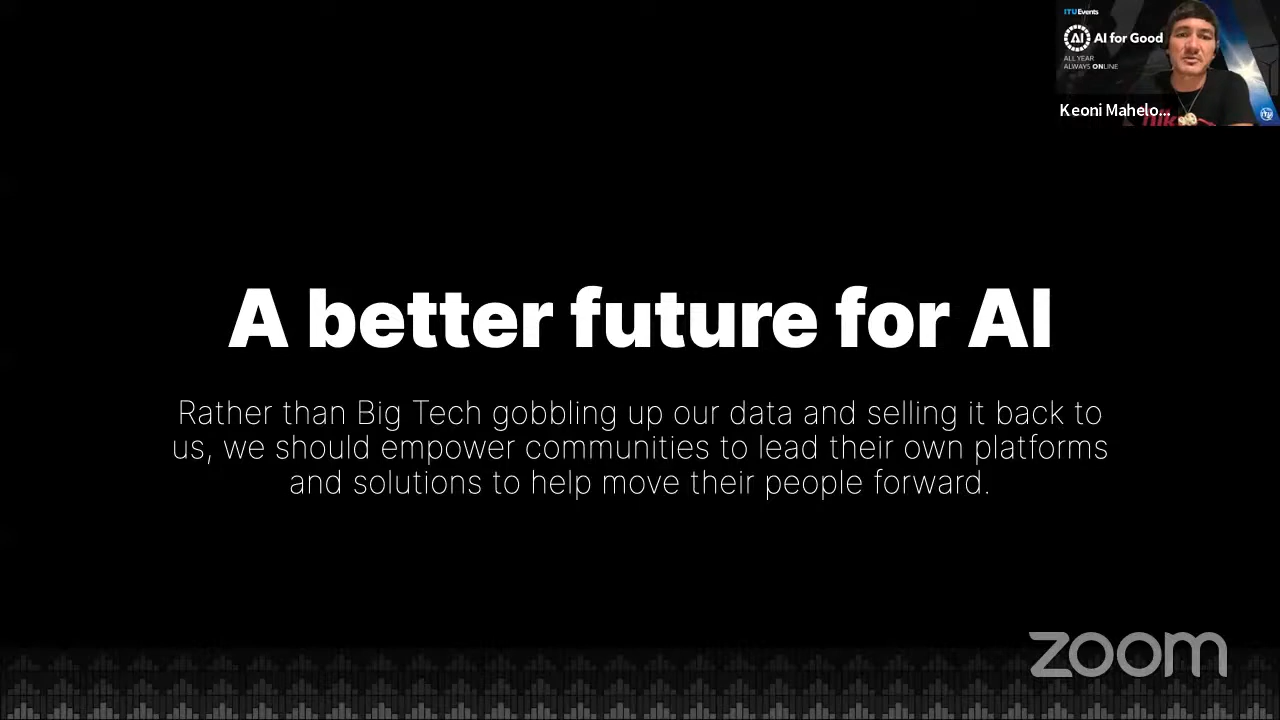 ITUEvents
AI AI for Good
ALL YEAR
ALWAYS ONLINE
Keoni Mahelo...
A better future for AI
Rather than Big Tech gobbling up our data and selling it back to
us, we should empower communities to lead their own platforms
and solutions to help move their people forward.
zoom